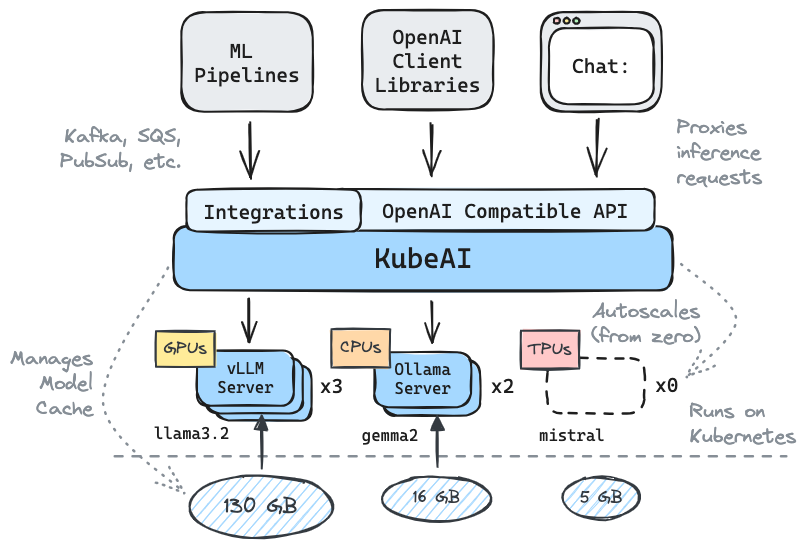 ML
Pipelines
OpenAI
Client
Libraries
Chat:
Kafka, SQS,
PubSub, etc.
Proxies
inference
requests
Integrations
OpenAI Compatible API
KubeAI
Autoscales
(from zero)
Manages
Model
Cache
GPUs
vLLM
Server
x3
llama3.2
CPUs
Ollama
Server
x2
gemma2
TPUs
x0
mistral
Runs on
Kubernetes
130 GB
16 GB
5 GB